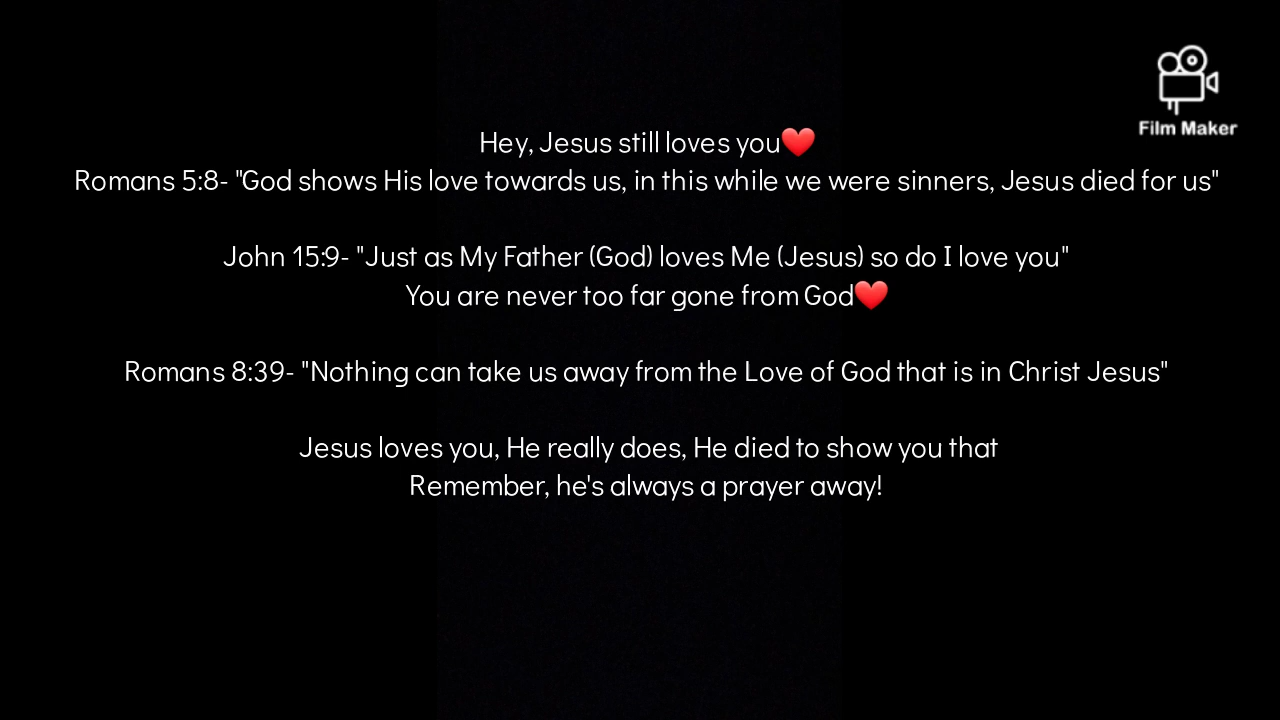 Film Maker
Hey, Jesus still loves you❤️
Romans 5:8- "God shows His love towards us, in this while we were sinners, Jesus died for us"
John 15:9- "Just as My Father (God) loves Me (Jesus) so do I love you"
You are never too far gone from God❤️
Romans 8:39- "Nothing can take us away from the Love of God that is in Christ Jesus"
Jesus loves you, He really does, He died to show you that
Remember, he's always a prayer away!